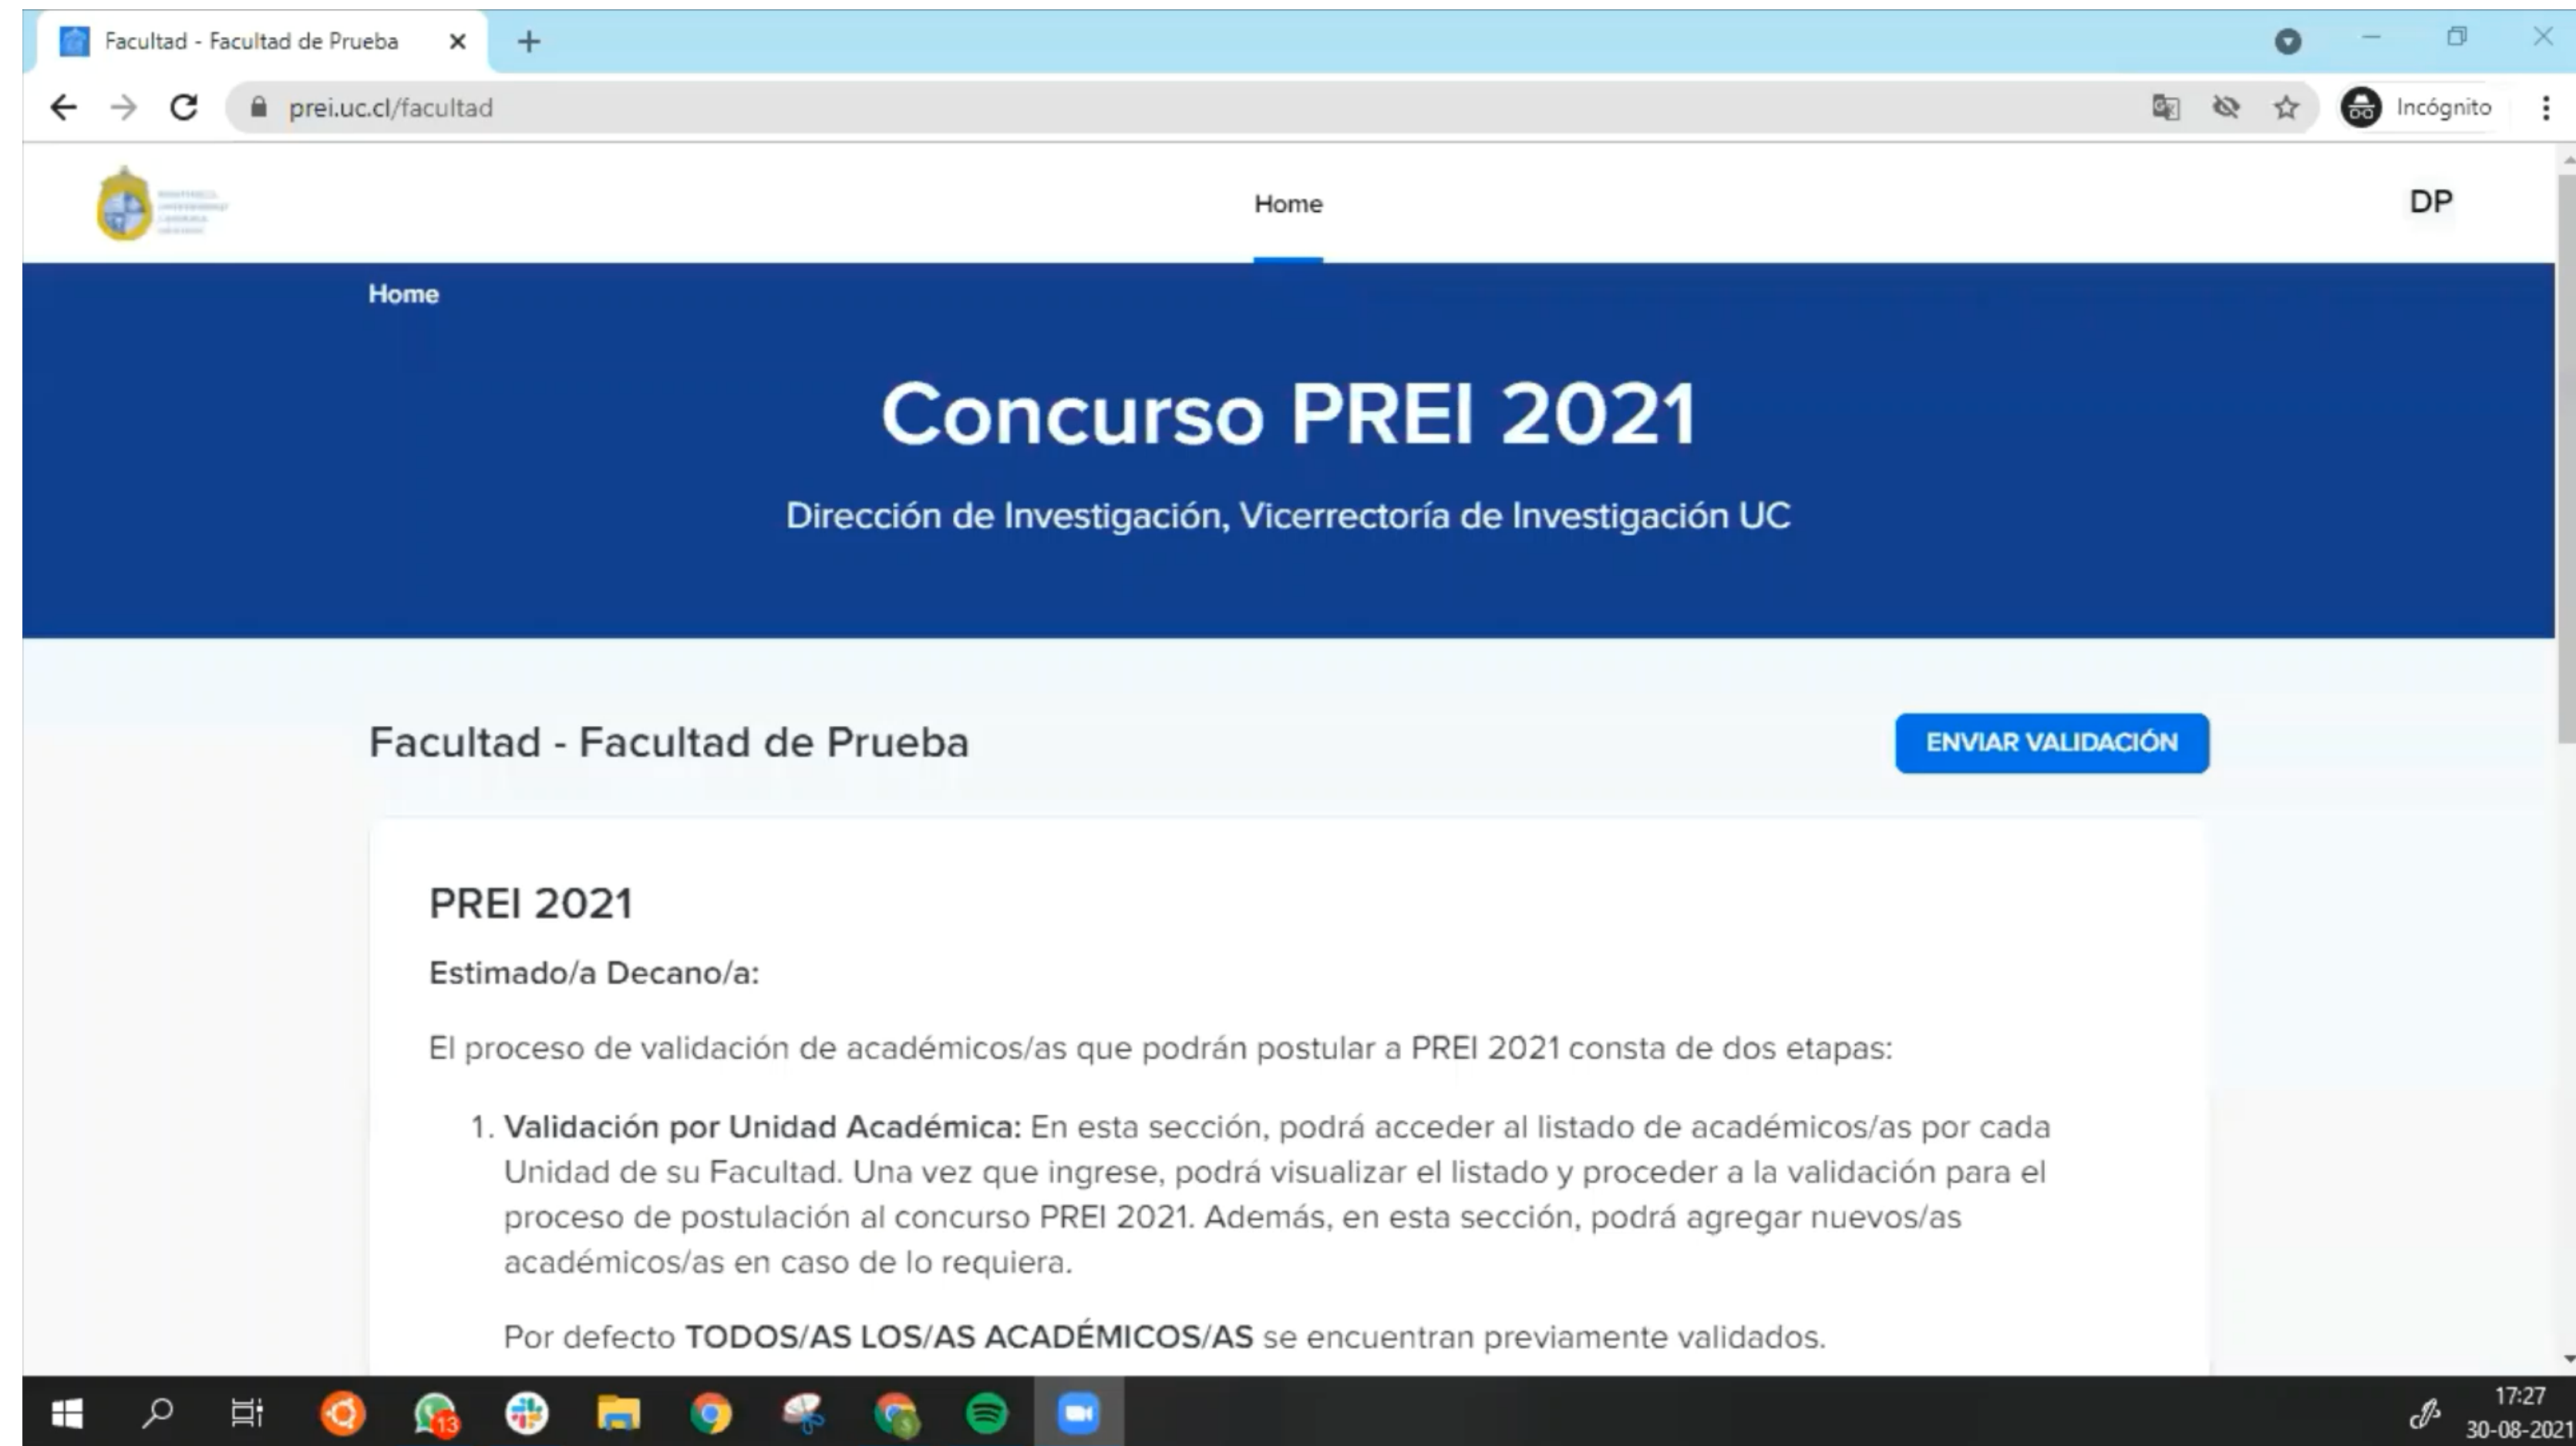 Facultad - Facultad de Prueba
prei.uc.cl/facultad
Incógnito
Home
DP
Home
Concurso PREI 2021
Dirección de Investigación, Vicerrectoría de Investigación UC
Facultad - Facultad de Prueba
ENVIAR VALIDACIÓN
PREI 2021
Estimado/a Decano/a:
El proceso de validación de académicos/as que podrán postular a PREI 2021 consta de dos etapas:
1. Validación por Unidad Académica: En esta sección, podrá acceder al listado de académicos/as por cada
Unidad de su Facultad. Una vez que ingrese, podrá visualizar el listado y proceder a la validación para el
proceso de postulación al concurso PREI 2021. Además, en esta sección, podrá agregar nuevos/as
académicos/as en caso de lo requiera.
Por defecto TODOS/AS LOS/AS ACADÉMICOS/AS se encuentran previamente validados.
13
17:27
30-08-2021